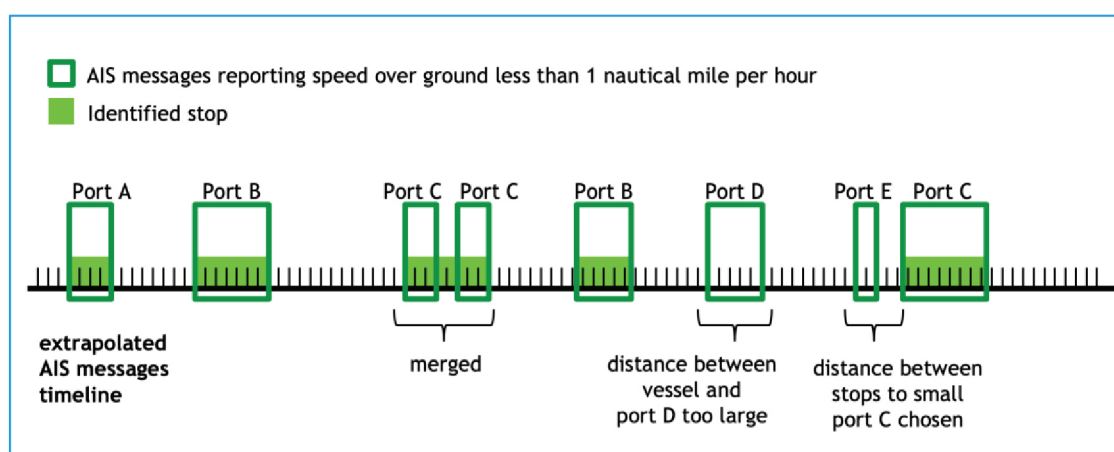 AIS messages reporting speed over ground less than 1 nautical mile per hour
Identified stop
Port A
Port B
Port C
Port C
Port B
Port D
Port E
Port C
extrapolated
AIS messages
timeline
merged
distance between
vessel and
port D too large
distance between
stops to small
port C chosen